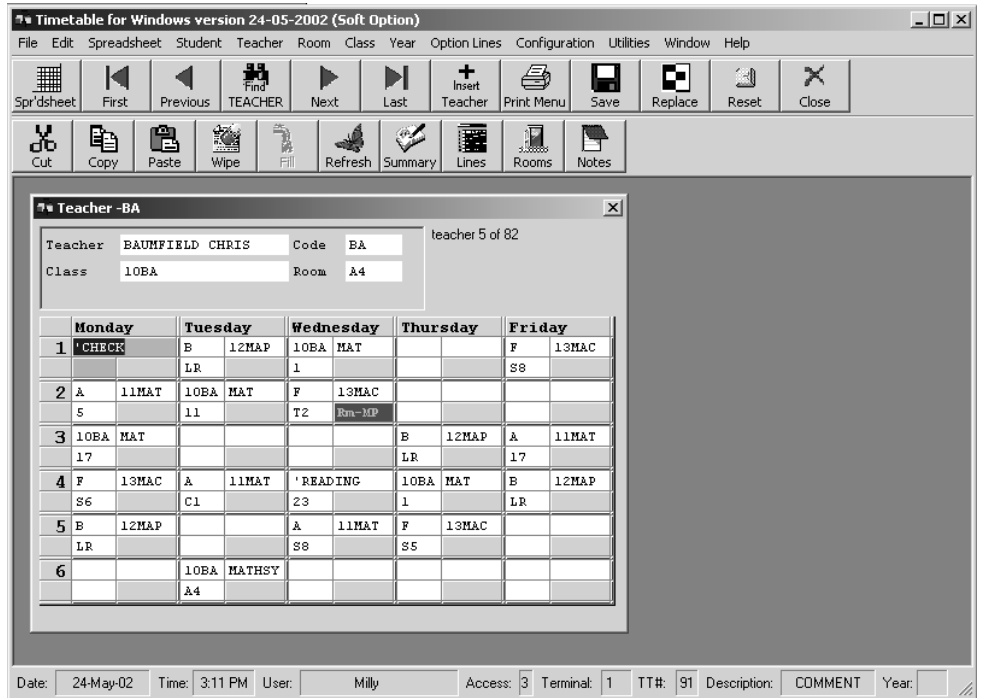 Timetable for Windows version 24-05-2002 (Soft Option)
File Edit Spreadsheet Student Teacher Room Class Year Option Lines Configuration Utilities Window Help
Spr'dsheet First Previous Find TEACHER Next Last Insert Teacher Print Menu Save Replace Reset Close
Cut Copy Paste Wipe Fill Refresh Summary Lines Rooms Notes
Teacher -BA
Teacher BAUMFIELD CHRIS Code BA teacher 5 of 82
Class 10BA Room A4
Monday Tuesday Wednesday Thursday Friday
1 'CHECK B 12MAP 10BA MAT F 13MAC
LR 1 S8
2 A 11MAT 10BA MAT F 13MAC
5 11 T2 Rm-MP
3 10BA MAT B 12MAP A 11MAT
17 LR 17
4 F 13MAC A 11MAT 'READING 10BA MAT B 12MAP
S6 C1 23 1 LR
5 B 12MAP A 11MAT F 13MAC
LR S8 S5
6 10BA MATHSY
A4
Date: 24-May-02 Time: 3:11 PM User: Milly Access: 3 Terminal: 1 TT#: 91 Description: COMMENT Year: